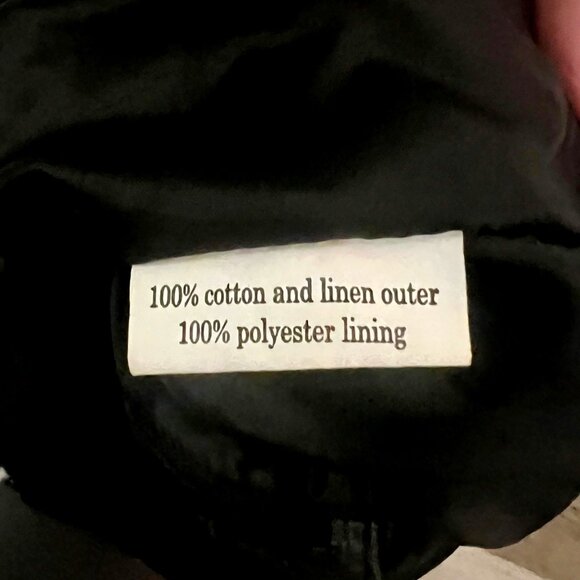 100% cotton and linen outer
100% polyester lining